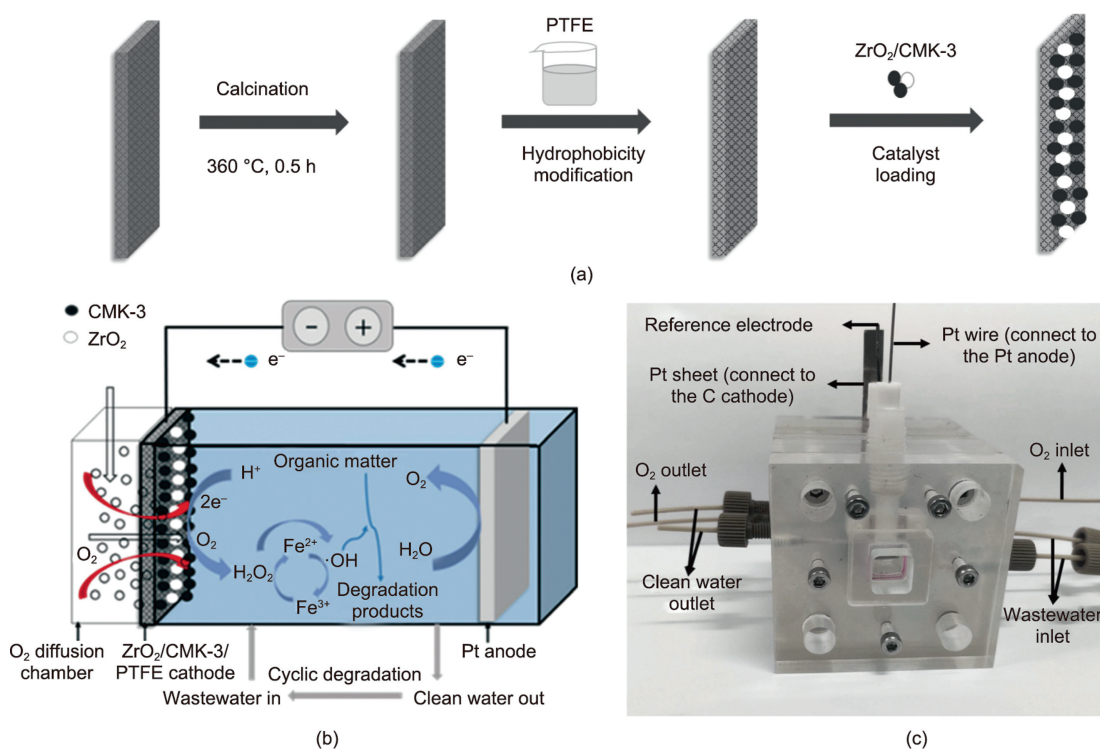 PTFE
ZrO₂/CMK-3
Calcination
360 °C, 0.5 h
Hydrophobicity
modification
Catalyst
loading
(a)
CMK-3
ZrO₂
−
+
e⁻
e⁻
H⁺
Organic matter
O₂
2e⁻
O₂
O₂
Fe²⁺
·OH
H₂O
H₂O₂
Fe³⁺
Degradation
products
O₂ diffusion
chamber
ZrO₂/CMK-3/
PTFE cathode
Pt anode
Cyclic degradation
Wastewater in
Clean water out
(b)
Reference electrode
Pt wire (connect to
the Pt anode)
Pt sheet (connect to
the C cathode)
O₂ outlet
O₂ inlet
Clean water
outlet
Wastewater
inlet
(c)